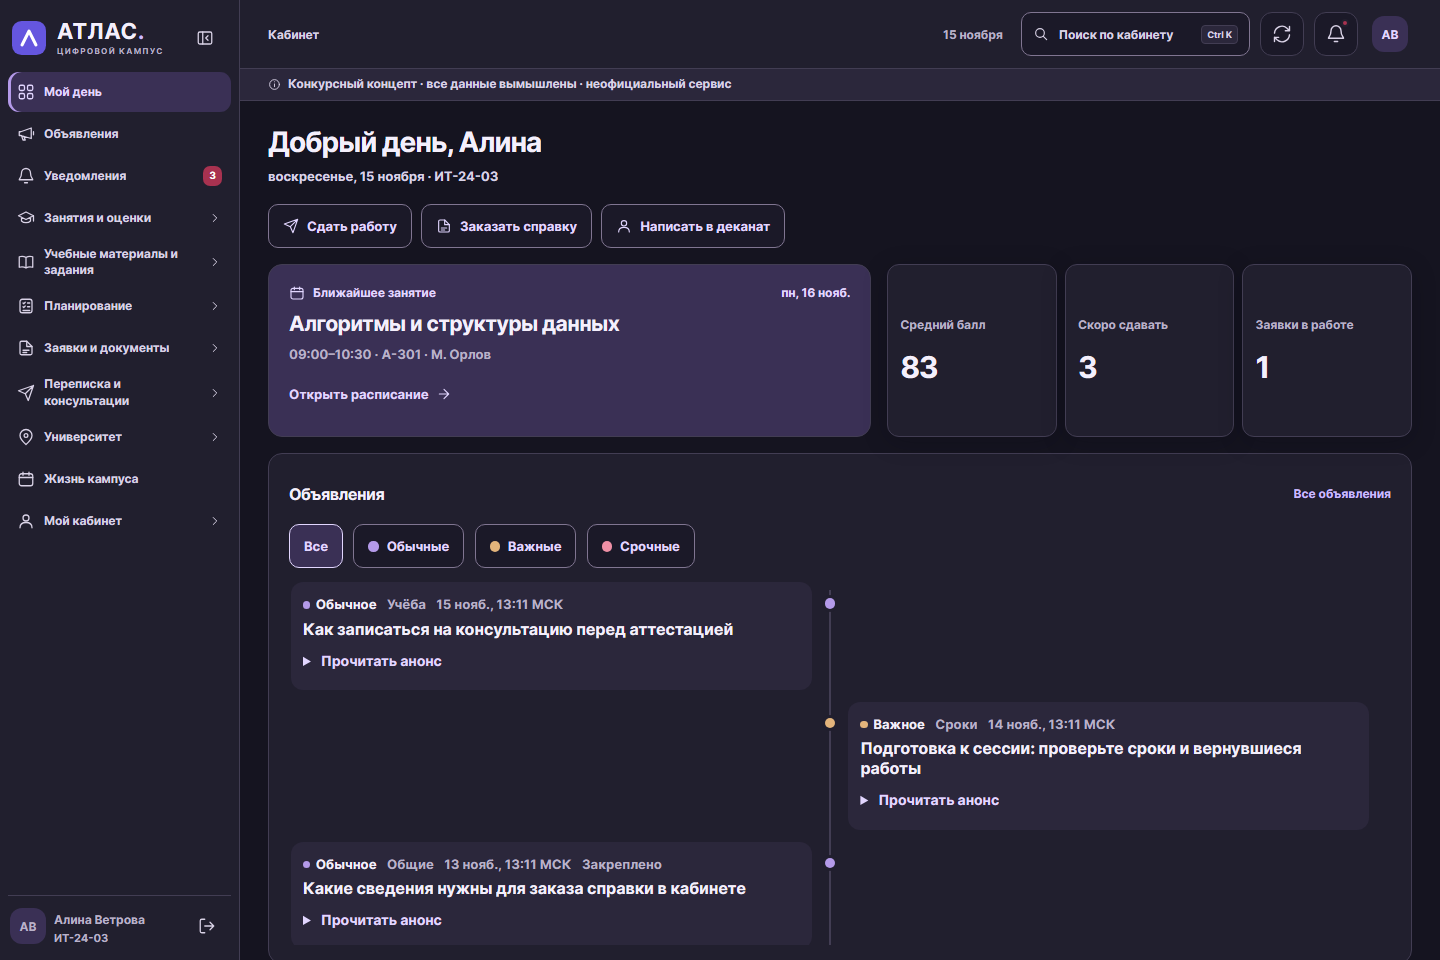 АТЛАС.
ЦИФРОВОЙ КАМПУС
Мой день
Объявления
Уведомления
3
Занятия и оценки
Учебные материалы и
задания
Планирование
Заявки и документы
Переписка и
консультации
Университет
Жизнь кампуса
Мой кабинет
АВ
Алина Ветрова
ИТ-24-03
Кабинет
15 ноября
Поиск по кабинету
Ctrl K
АВ
Конкурсный концепт · все данные вымышлены · неофициальный сервис
Добрый день, Алина
воскресенье, 15 ноября · ИТ-24-03
Сдать работу
Заказать справку
Написать в деканат
Ближайшее занятие
пн, 16 нояб.
Алгоритмы и структуры данных
09:00–10:30 · А-301 · М. Орлов
Открыть расписание
Средний балл
83
Скоро сдавать
3
Заявки в работе
1
Объявления
Все объявления
Все
Обычные
Важные
Срочные
Обычное Учёба 15 нояб., 13:11 МСК
Как записаться на консультацию перед аттестацией
Прочитать анонс
Важное Сроки 14 нояб., 13:11 МСК
Подготовка к сессии: проверьте сроки и вернувшиеся
работы
Прочитать анонс
Обычное Общие 13 нояб., 13:11 МСК Закреплено
Какие сведения нужны для заказа справки в кабинете
Прочитать анонс